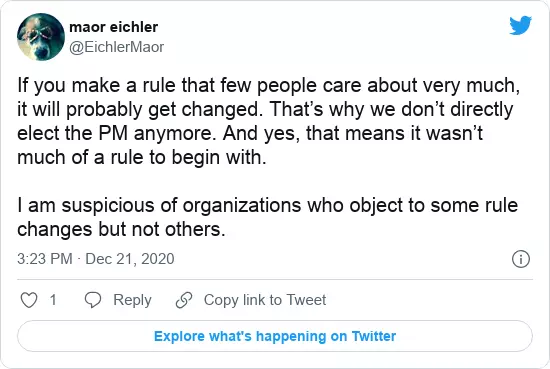 maor eichler
@EichlerMaor
If you make a rule that few people care about very much,
it will probably get changed. That’s why we don’t directly
elect the PM anymore. And yes, that means it wasn’t
much of a rule to begin with.
I am suspicious of organizations who object to some rule
changes but not others.
3:23 PM · Dec 21, 2020
1 Reply Copy link to Tweet
Explore what's happening on Twitter